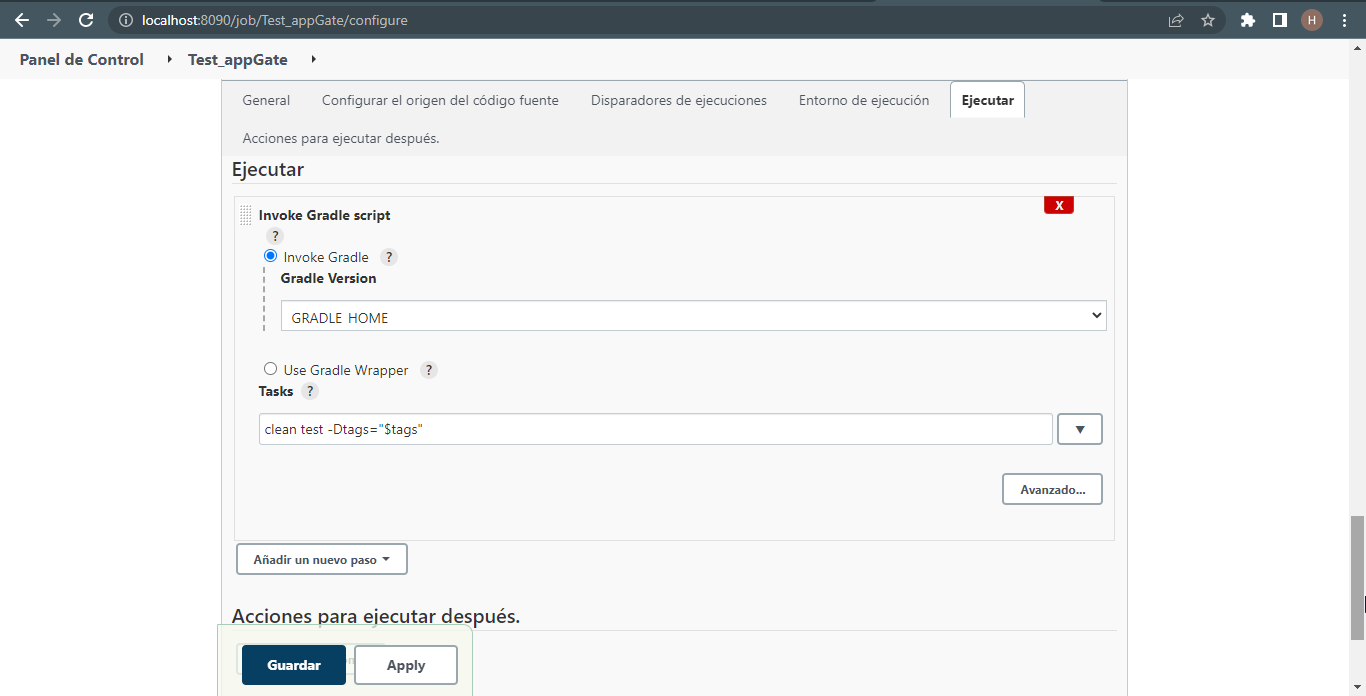 localhost:8090/job/Test_appGate/configure
H
Panel de Control Test_appGate
General Configurar el origen del código fuente Disparadores de ejecuciones Entorno de ejecución Ejecutar
Acciones para ejecutar después.
Ejecutar
X
Invoke Gradle script
?
Invoke Gradle ?
Gradle Version
GRADLE HOME
Use Gradle Wrapper ?
Tasks ?
clean test -Dtags="$tags"
Avanzado...
Añadir un nuevo paso
Acciones para ejecutar después.
Guardar Apply